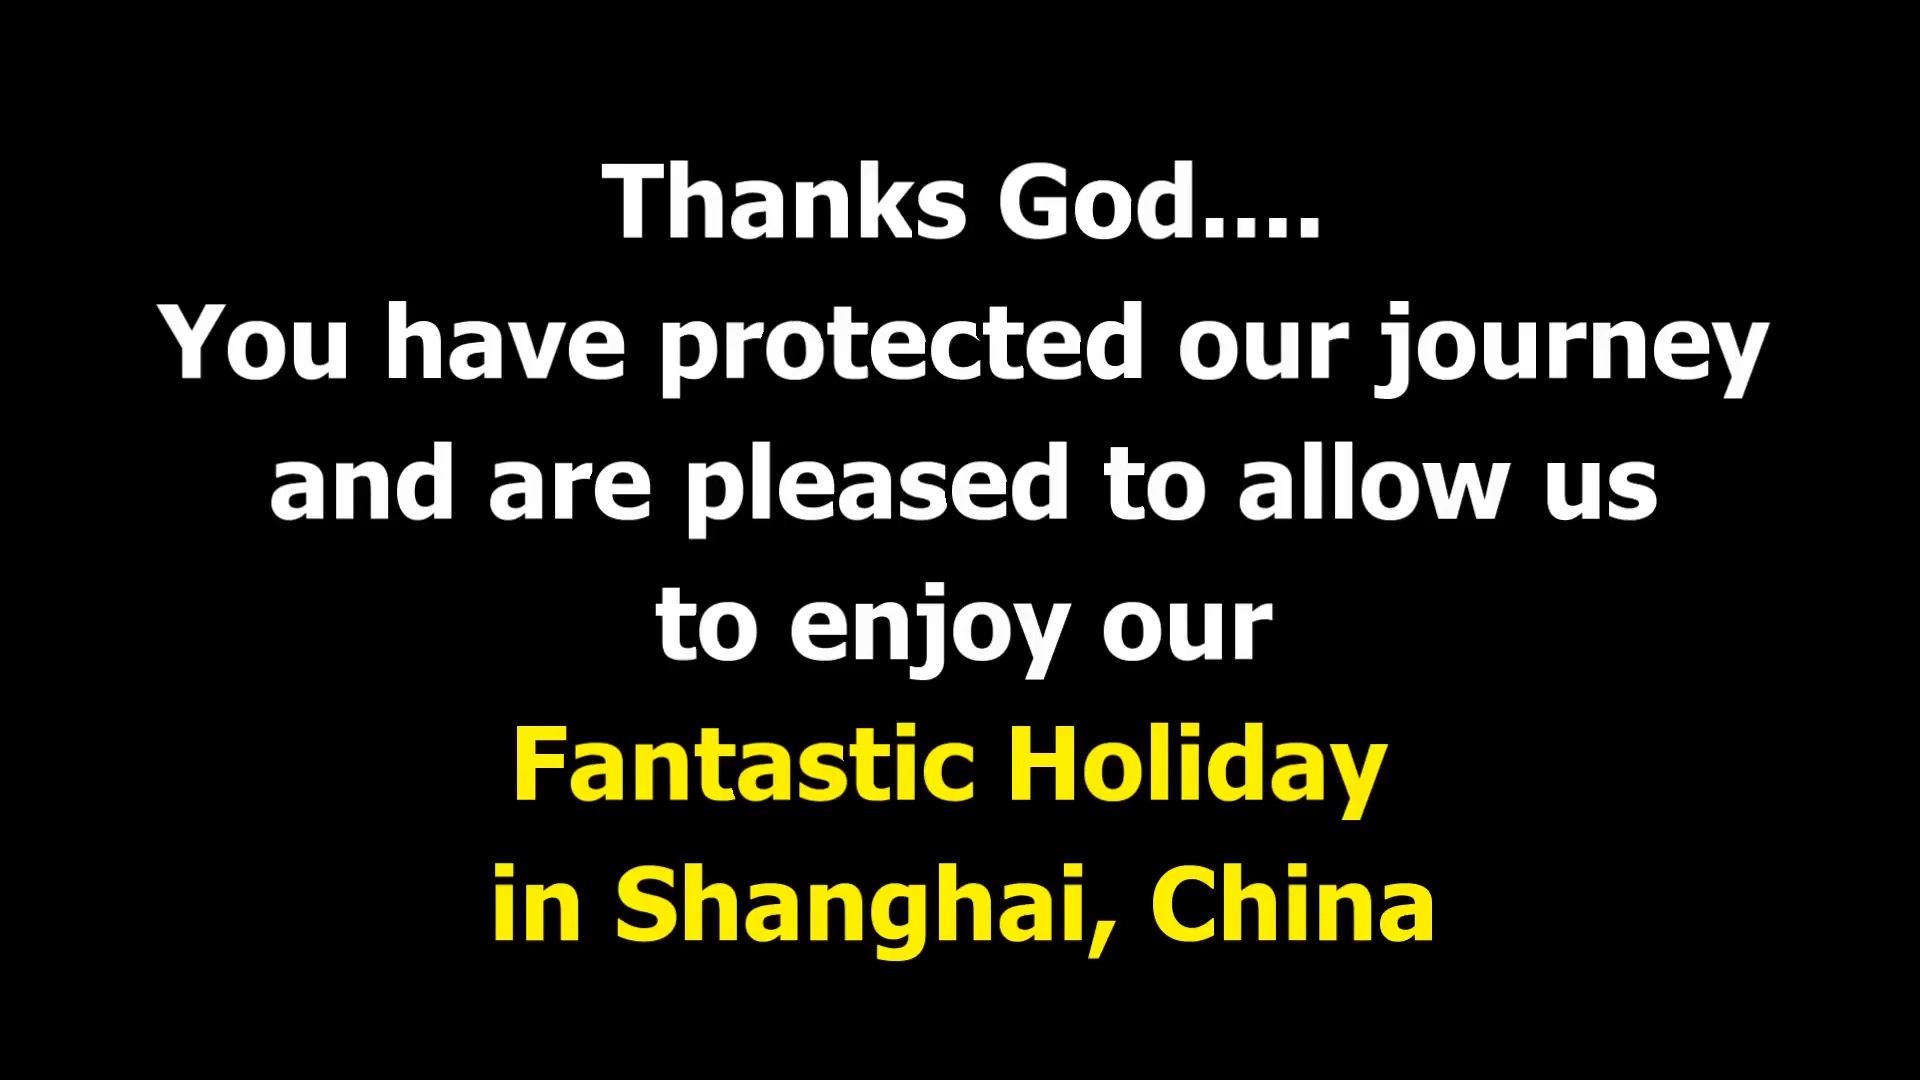 Thanks God....
You have protected our journey
and are pleased to allow us
to enjoy our
Fantastic Holiday
in Shanghai, China